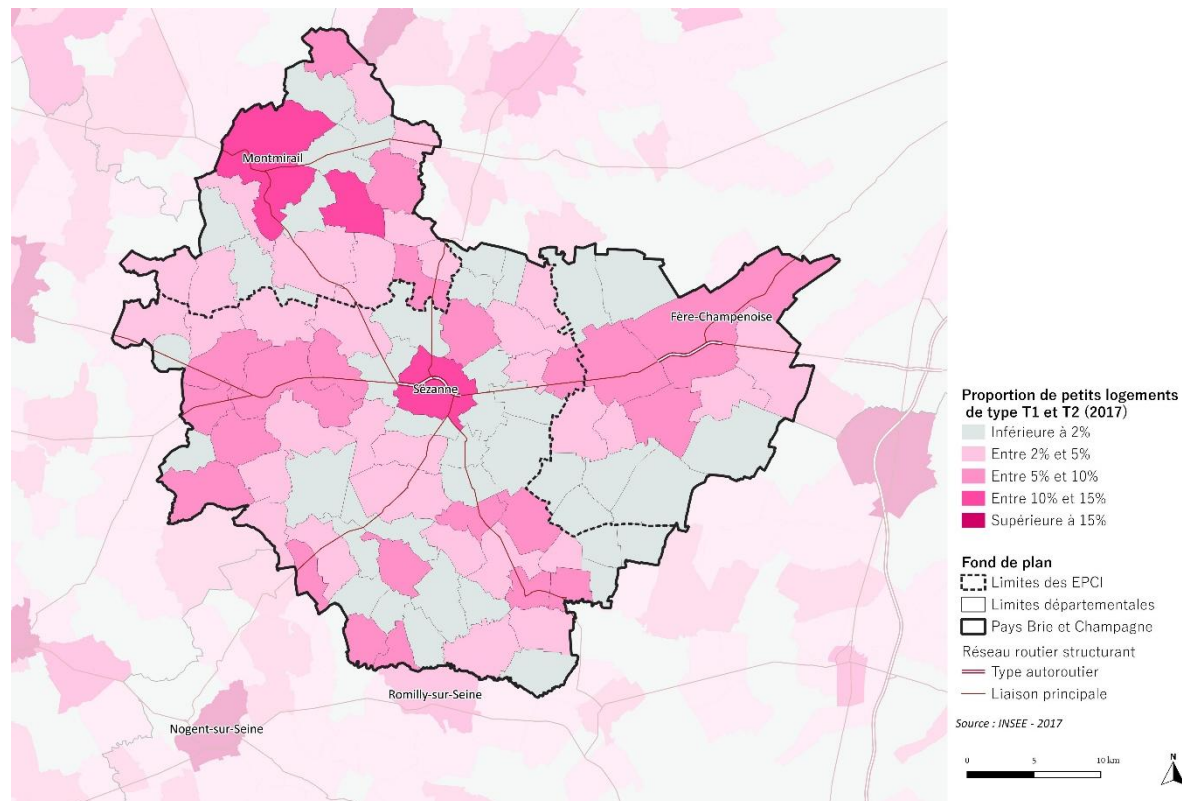 Montmirail
Fère-Champenoise
Sézanne
Romilly-sur-Seine
Nogent-sur-Seine
Proportion de petits logements
de type T1 et T2 (2017)
Inférieure à 2%
Entre 2% et 5%
Entre 5% et 10%
Entre 10% et 15%
Supérieure à 15%
Fond de plan
Limites des EPCI
Limites départementales
Pays Brie et Champagne
Réseau routier structurant
Type autoroutier
Liaison principale
Source : INSEE - 2017
0 5 10 km
N